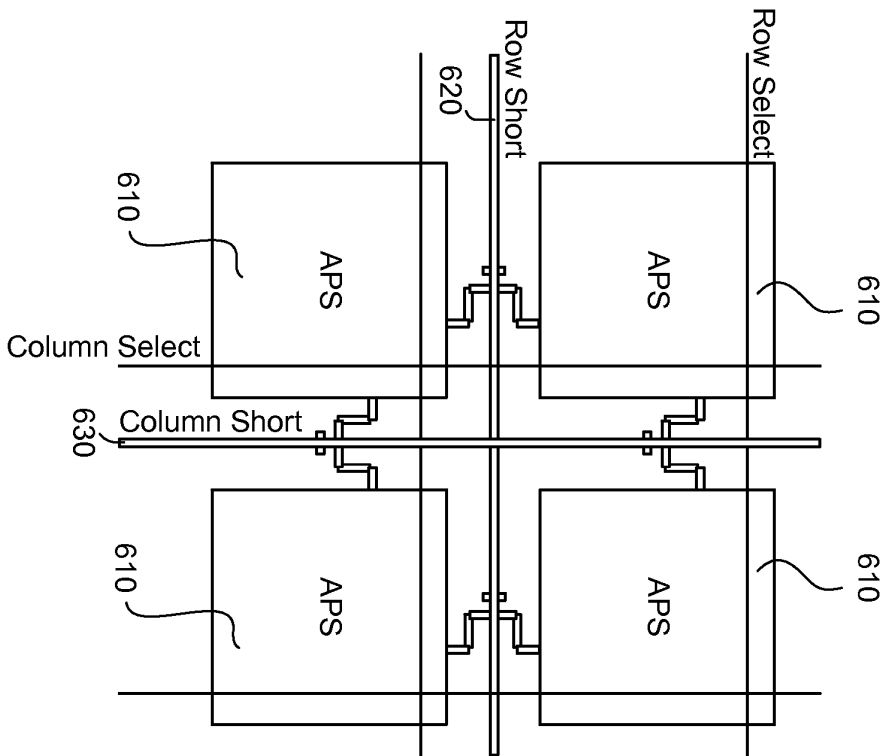 Row Short
Row Select
620
610
APS
APS
610
Column Select
Column Short
630
610
APS
APS
610